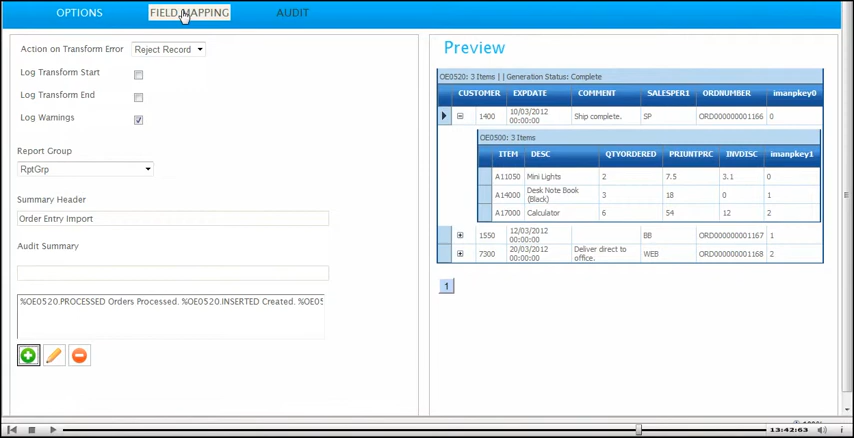 OPTIONS FIELD MAPPING AUDIT
Action on Transform Error Reject Record
Log Transform Start
Log Transform End
Log Warnings
Report Group
RptGrp
Summary Header
Order Entry Import
Audit Summary
%OE0520.PROCESSED Orders Processed. %OE0520.INSERTED Created. %OE05
Preview
OE0520: 3 Items | | Generation Status: Complete
CUSTOMER EXPDATE COMMENT SALESPER1 ORDNUMBER imanpkey0
1400 10/03/2012 00:00:00 Ship complete. SP ORD000000001166 0
OE0500: 3 Items
ITEM DESC QTYORDERED PRIUNTPRC INVDISC imanpkey1
A11050 Mini Lights 2 7.5 3.1 0
A14000 Desk Note Book (Black) 3 18 0 1
A17000 Calculator 6 54 12 2
1550 12/03/2012 00:00:00 BB ORD000000001167 1
7300 20/03/2012 00:00:00 Deliver direct to office. WEB ORD000000001168 2
1
13:42:63